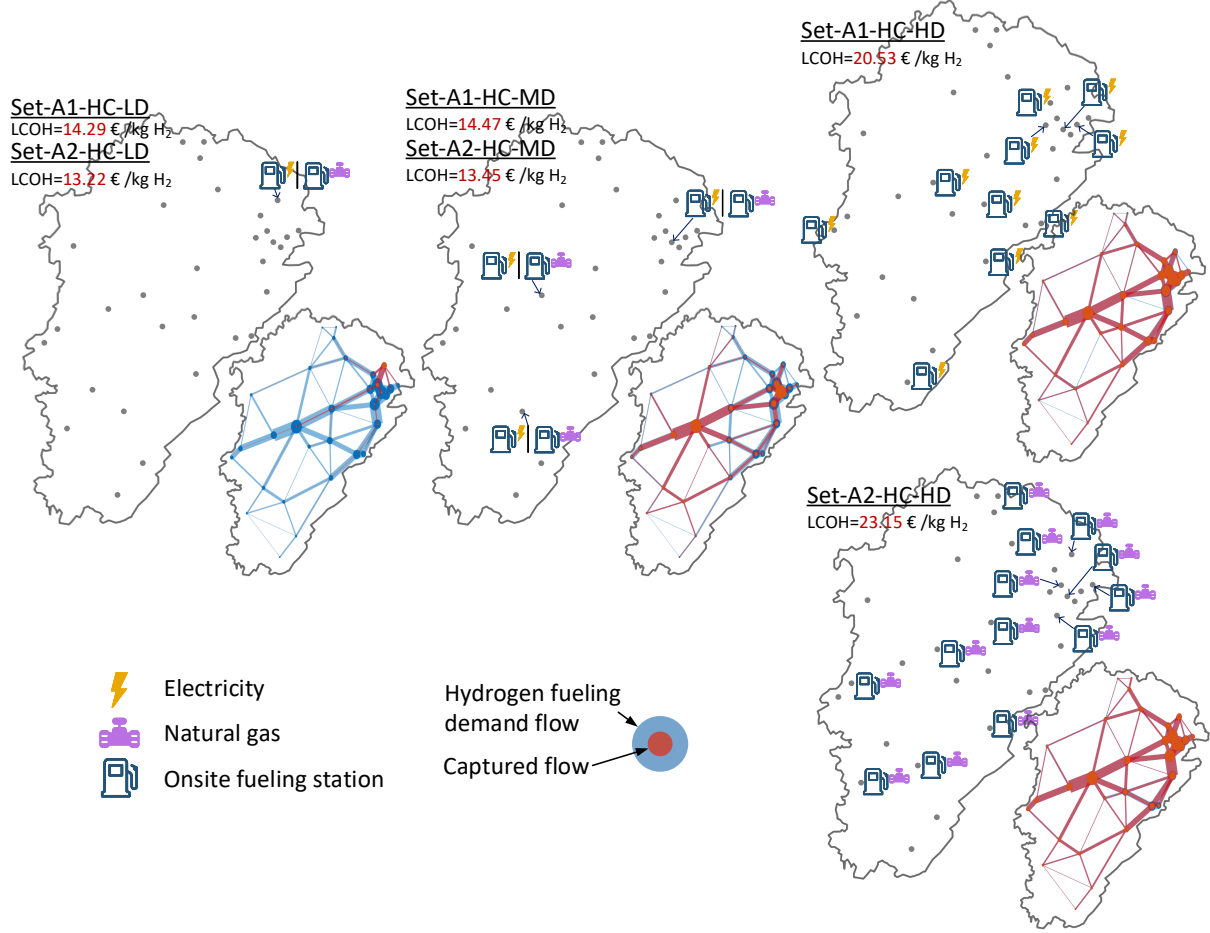 Set-A1-HC-LD
LCOH=14.29 € /kg H₂
Set-A2-HC-LD
LCOH=13.22 € /kg H₂
Set-A1-HC-MD
LCOH=14.47 € /kg H₂
Set-A2-HC-MD
LCOH=13.45 € /kg H₂
Set-A1-HC-HD
LCOH=20.53 € /kg H₂
Set-A2-HC-HD
LCOH=23.15 € /kg H₂
Electricity
Natural gas
Onsite fueling station
Hydrogen fueling
demand flow
Captured flow